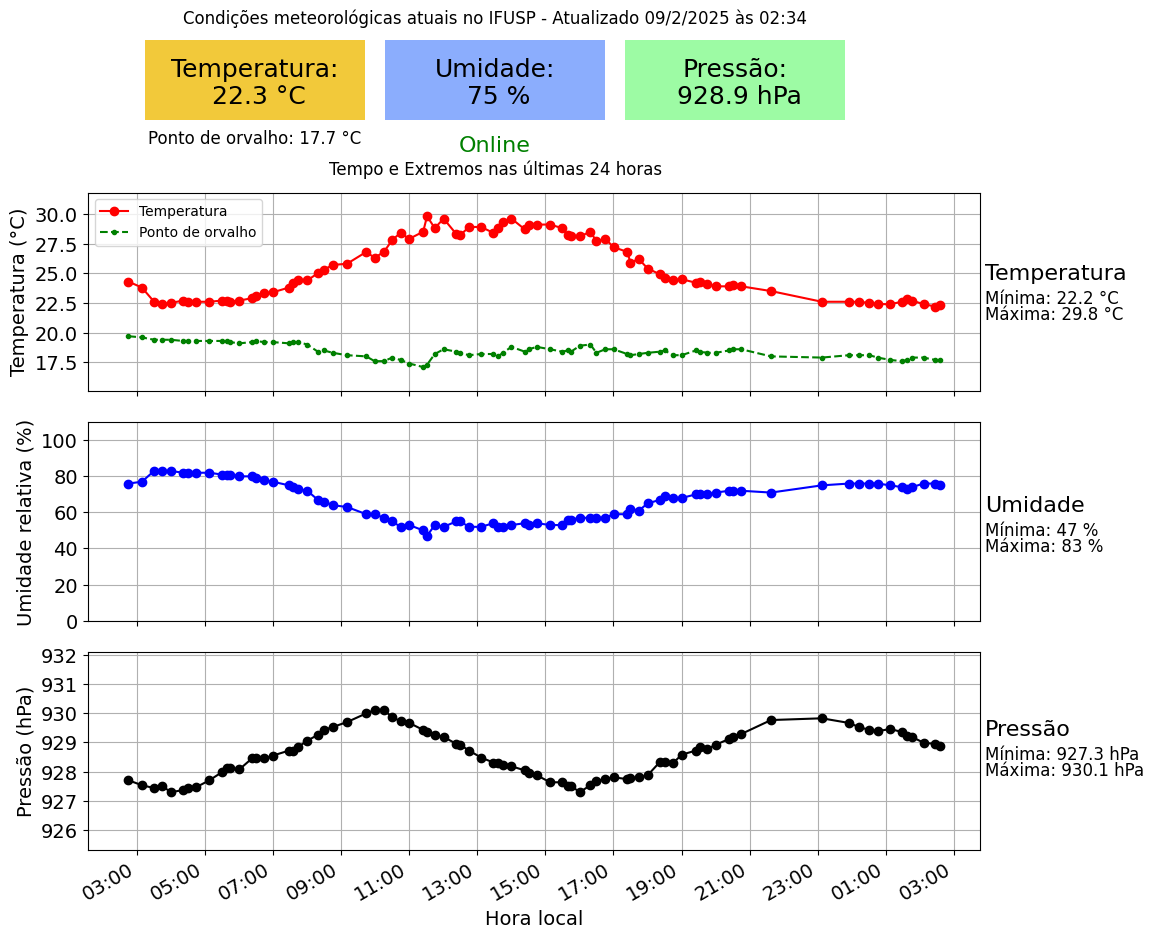 Condições meteorológicas atuais no IFUSP - Atualizado 09/2/2025 às 02:34
Temperatura:
22.3 °C
Umidade:
75 %
Pressão:
928.9 hPa
Ponto de orvalho: 17.7 °C
Online
Tempo e Extremos nas últimas 24 horas
Temperatura (°C)
30.0
27.5
25.0
22.5
20.0
17.5
Temperatura
Ponto de orvalho
Temperatura
Mínima: 22.2 °C
Máxima: 29.8 °C
Umidade relativa (%)
100
80
60
40
20
0
Umidade
Mínima: 47 %
Máxima: 83 %
Pressão (hPa)
932
931
930
929
928
927
926
Pressão
Mínima: 927.3 hPa
Máxima: 930.1 hPa
03:00 05:00 07:00 09:00 11:00 13:00 15:00 17:00 19:00 21:00 23:00 01:00 03:00
Hora local